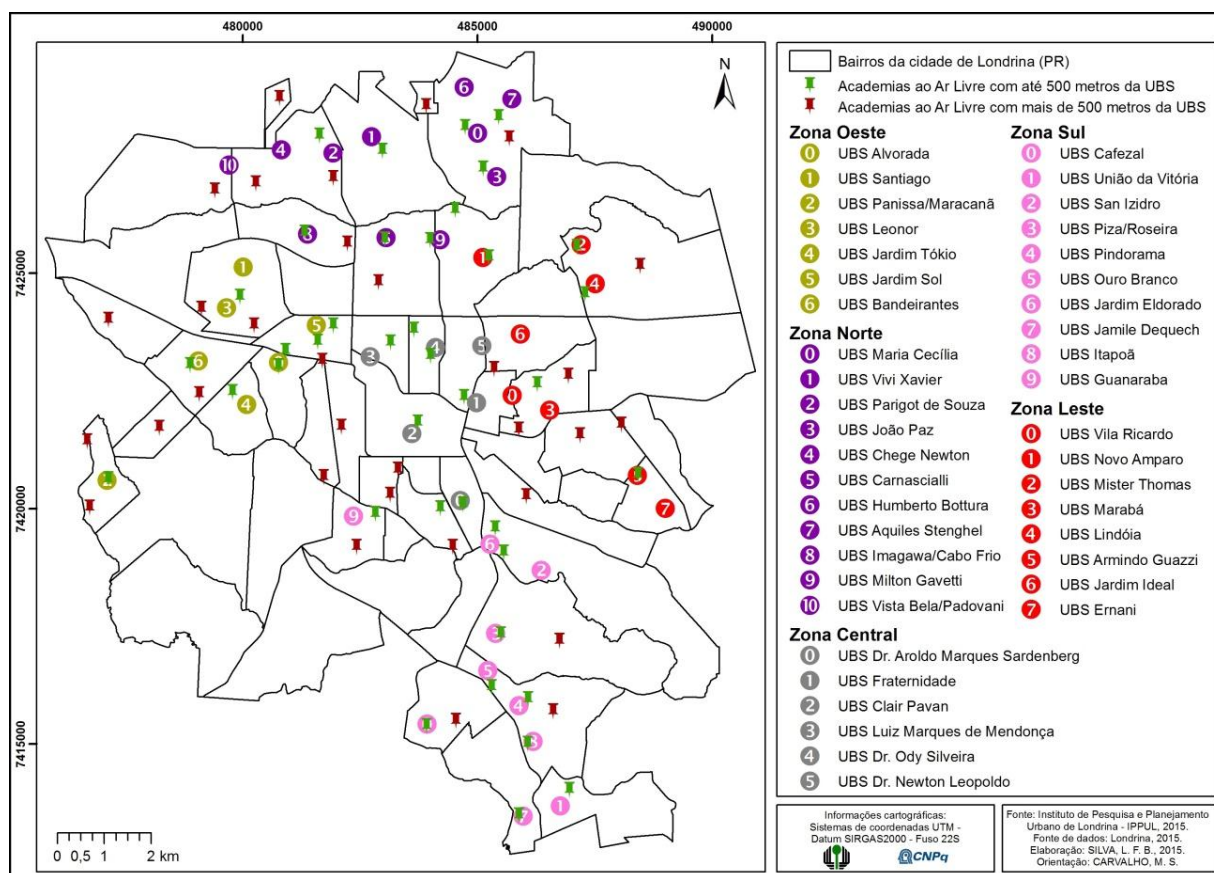 480000
485000
490000
7425000
7420000
7415000
N
0 0,5 1 2 km
Bairros da cidade de Londrina (PR)
Academias ao Ar Livre com até 500 metros da UBS
Academias ao Ar Livre com mais de 500 metros da UBS
Zona Oeste
0 UBS Alvorada
1 UBS Santiago
2 UBS Panissa/Maracanã
3 UBS Leonor
4 UBS Jardim Tókio
5 UBS Jardim Sol
6 UBS Bandeirantes
Zona Norte
0 UBS Maria Cecília
1 UBS Vivi Xavier
2 UBS Parigot de Souza
3 UBS João Paz
4 UBS Chege Newton
5 UBS Carnascialli
6 UBS Humberto Bottura
7 UBS Aquiles Stenghel
8 UBS Imagawa/Cabo Frio
9 UBS Milton Gavetti
10 UBS Vista Bela/Padovani
Zona Central
0 UBS Dr. Aroldo Marques Sardenberg
1 UBS Fraternidade
2 UBS Clair Pavan
3 UBS Luiz Marques de Mendonça
4 UBS Dr. Ody Silveira
5 UBS Dr. Newton Leopoldo
Zona Sul
0 UBS Cafezal
1 UBS União da Vitória
2 UBS San Izidro
3 UBS Piza/Roseira
4 UBS Pindorama
5 UBS Ouro Branco
6 UBS Jardim Eldorado
7 UBS Jamile Dequech
8 UBS Itapoã
9 UBS Guanaraba
Zona Leste
0 UBS Vila Ricardo
1 UBS Novo Amparo
2 UBS Mister Thomas
3 UBS Marabá
4 UBS Lindóia
5 UBS Armindo Guazzi
6 UBS Jardim Ideal
7 UBS Ernani
Informações cartográficas:
Sistemas de coordenadas UTM -
Datum SIRGAS2000 - Fuso 22S
CNPq
Fonte: Instituto de Pesquisa e Planejamento
Urbano de Londrina - IPPUL, 2015.
Fonte de dados: Londrina, 2015.
Elaboração: SILVA, L. F. B., 2015.
Orientação: CARVALHO, M. S.